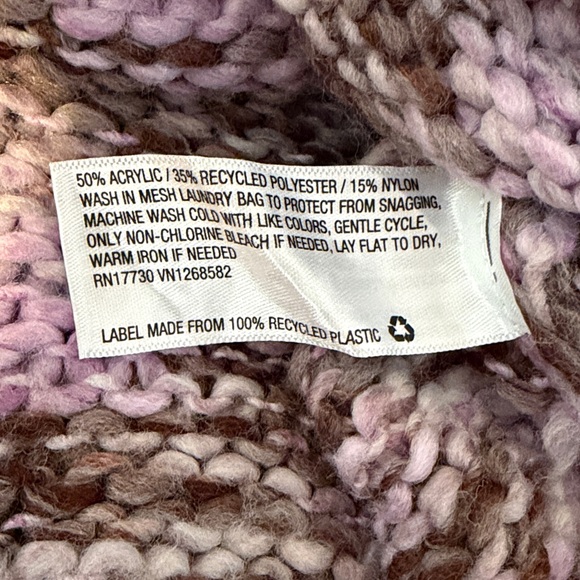 50% ACRYLIC / 35% RECYCLED POLYESTER / 15% NYLON
WASH IN MESH LAUNDRY BAG TO PROTECT FROM SNAGGING,
MACHINE WASH COLD WITH LIKE COLORS, GENTLE CYCLE,
ONLY NON-CHLORINE BLEACH IF NEEDED, LAY FLAT TO DRY,
WARM IRON IF NEEDED
RN17730 VN1268582
LABEL MADE FROM 100% RECYCLED PLASTIC